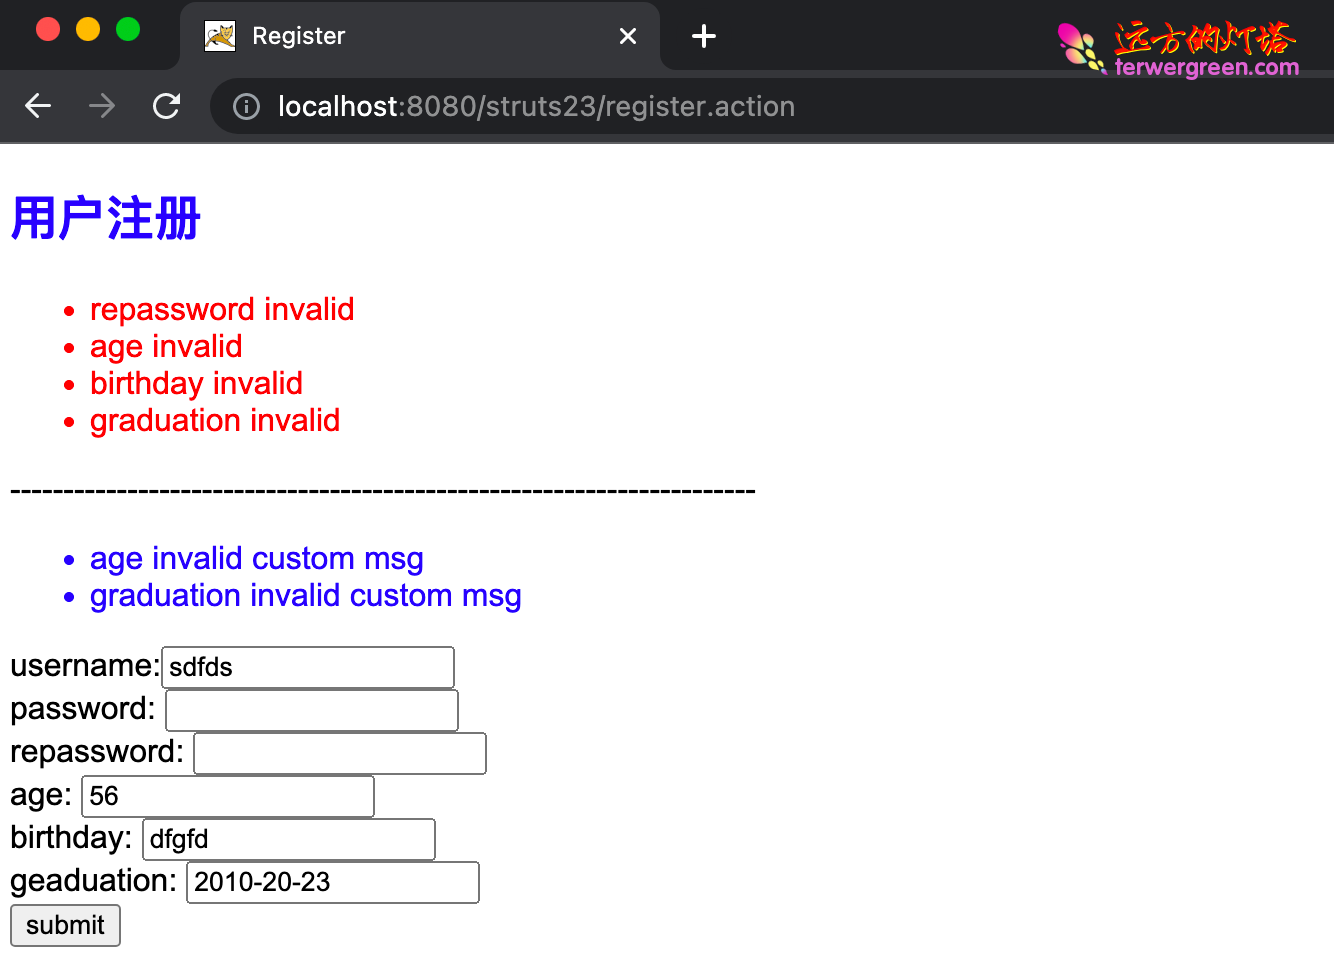 Register
远方的灯塔
terwergreen.com
localhost:8080/struts23/register.action
用户注册
• repassword invalid
• age invalid
• birthday invalid
• graduation invalid
----------------------------------------------------------------------
• age invalid custom msg
• graduation invalid custom msg
username: sdfds
password:
repassword:
age: 56
birthday: dfgfd
geaduation: 2010-20-23
submit